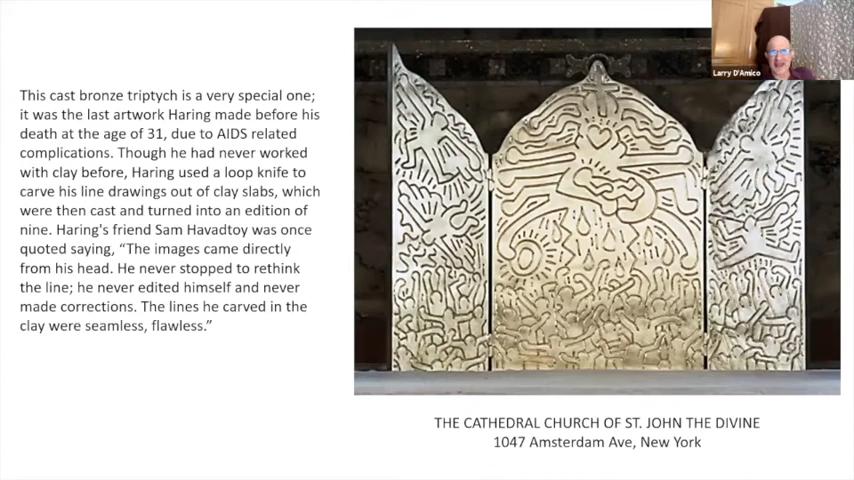 Larry D'Amico
This cast bronze triptych is a very special one;
it was the last artwork Haring made before his
death at the age of 31, due to AIDS related
complications. Though he had never worked
with clay before, Haring used a loop knife to
carve his line drawings out of clay slabs, which
were then cast and turned into an edition of
nine. Haring's friend Sam Havadtoy was once
quoted saying, “The images came directly
from his head. He never stopped to rethink
the line; he never edited himself and never
made corrections. The lines he carved in the
clay were seamless, flawless.”
THE CATHEDRAL CHURCH OF ST. JOHN THE DIVINE
1047 Amsterdam Ave, New York